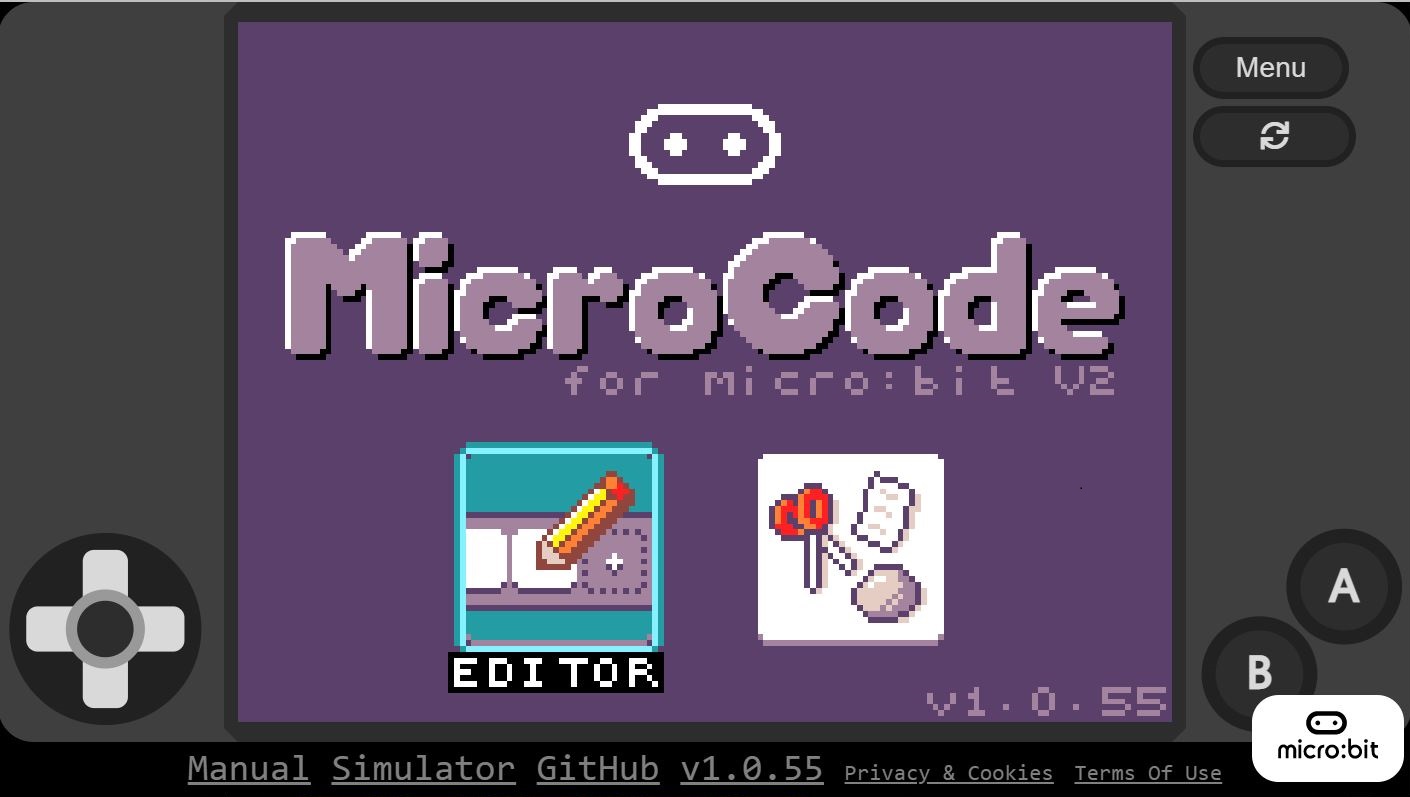 Menu
MicroCode
for micro:bit V2
EDITOR
v1.0.55
A
B
micro:bit
Manual Simulator GitHub v1.0.55 Privacy & Cookies Terms Of Use